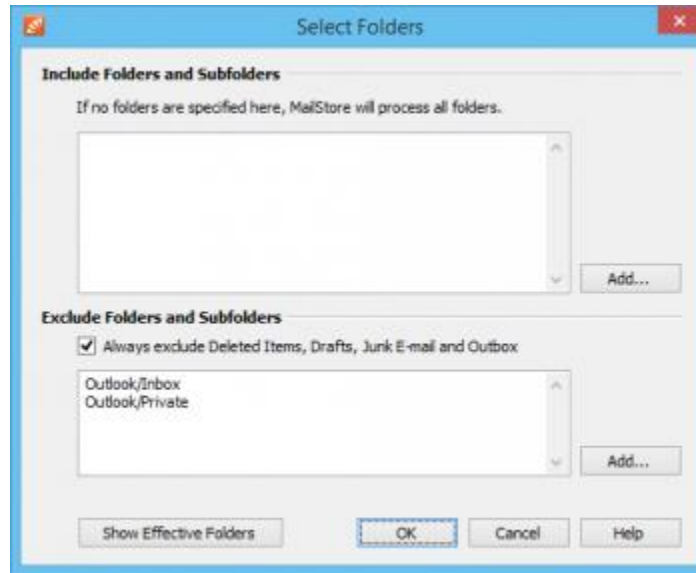 Select Folders
Include Folders and Subfolders
If no folders are specified here, MailStore will process all folders.
Add...
Exclude Folders and Subfolders
Always exclude Deleted Items, Drafts, Junk E-mail and Outbox
Outlook/Inbox
Outlook/Private
Add...
Show Effective Folders OK Cancel Help